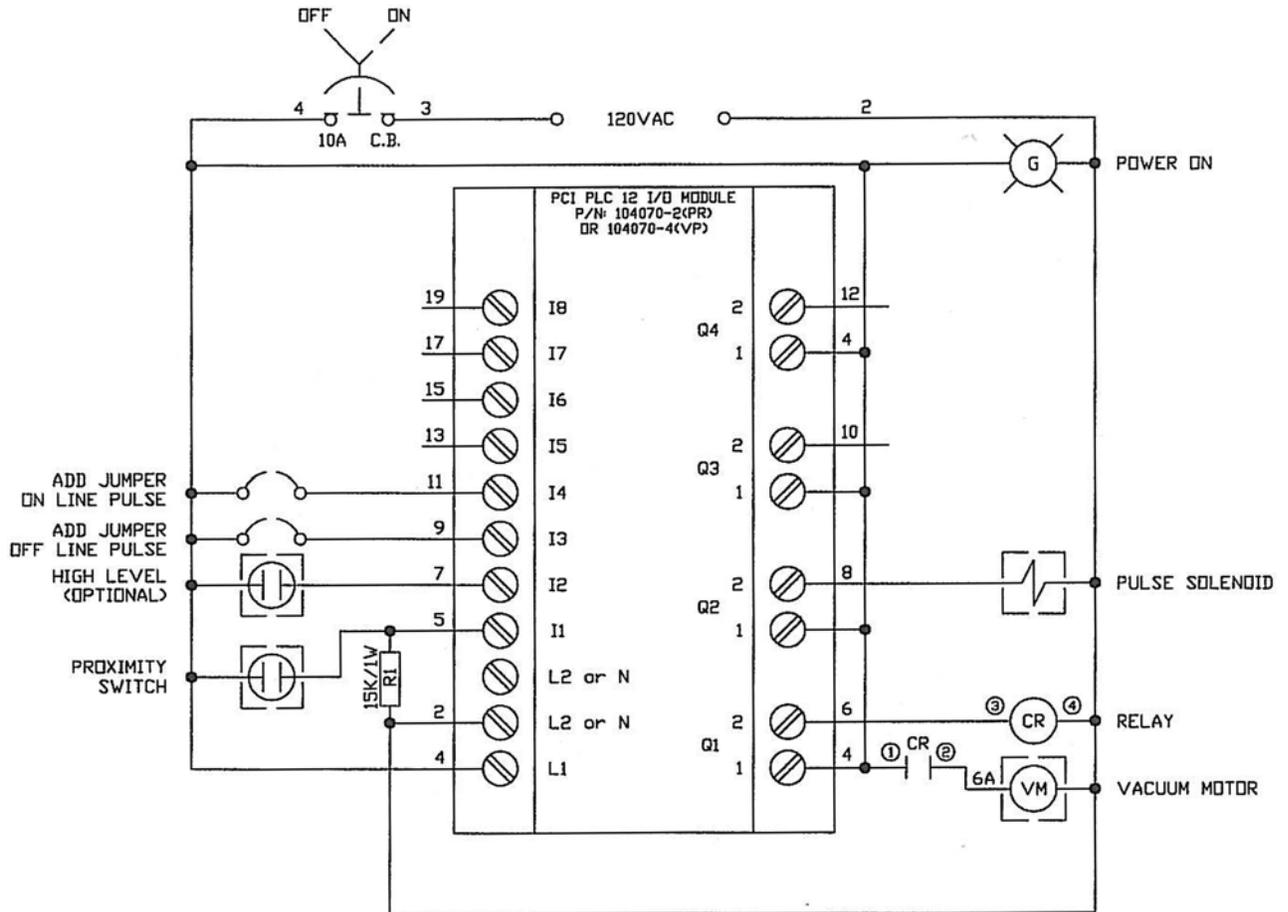 OFF ON
4 3 120VAC 2
10A C.B.
G POWER ON
PCI PLC 12 I/O MODULE
P/N: 104070-2(PR)
OR 104070-4(VP)
19 I8 2 12
Q4
17 I7 1 4
15 I6
13 I5 2 10
Q3
ADD JUMPER
ON LINE PULSE
11 I4 1
ADD JUMPER
OFF LINE PULSE
9 I3
HIGH LEVEL
(OPTIONAL)
7 I2 2 8 PULSE SOLENOID
Q2
5 I1 1
PROXIMITY
SWITCH
15K/1W R1
L2 or N
2 L2 or N 2 6 ③ CR ④ RELAY
Q1
4 L1 1 4 ① CR ②
6A VM VACUUM MOTOR